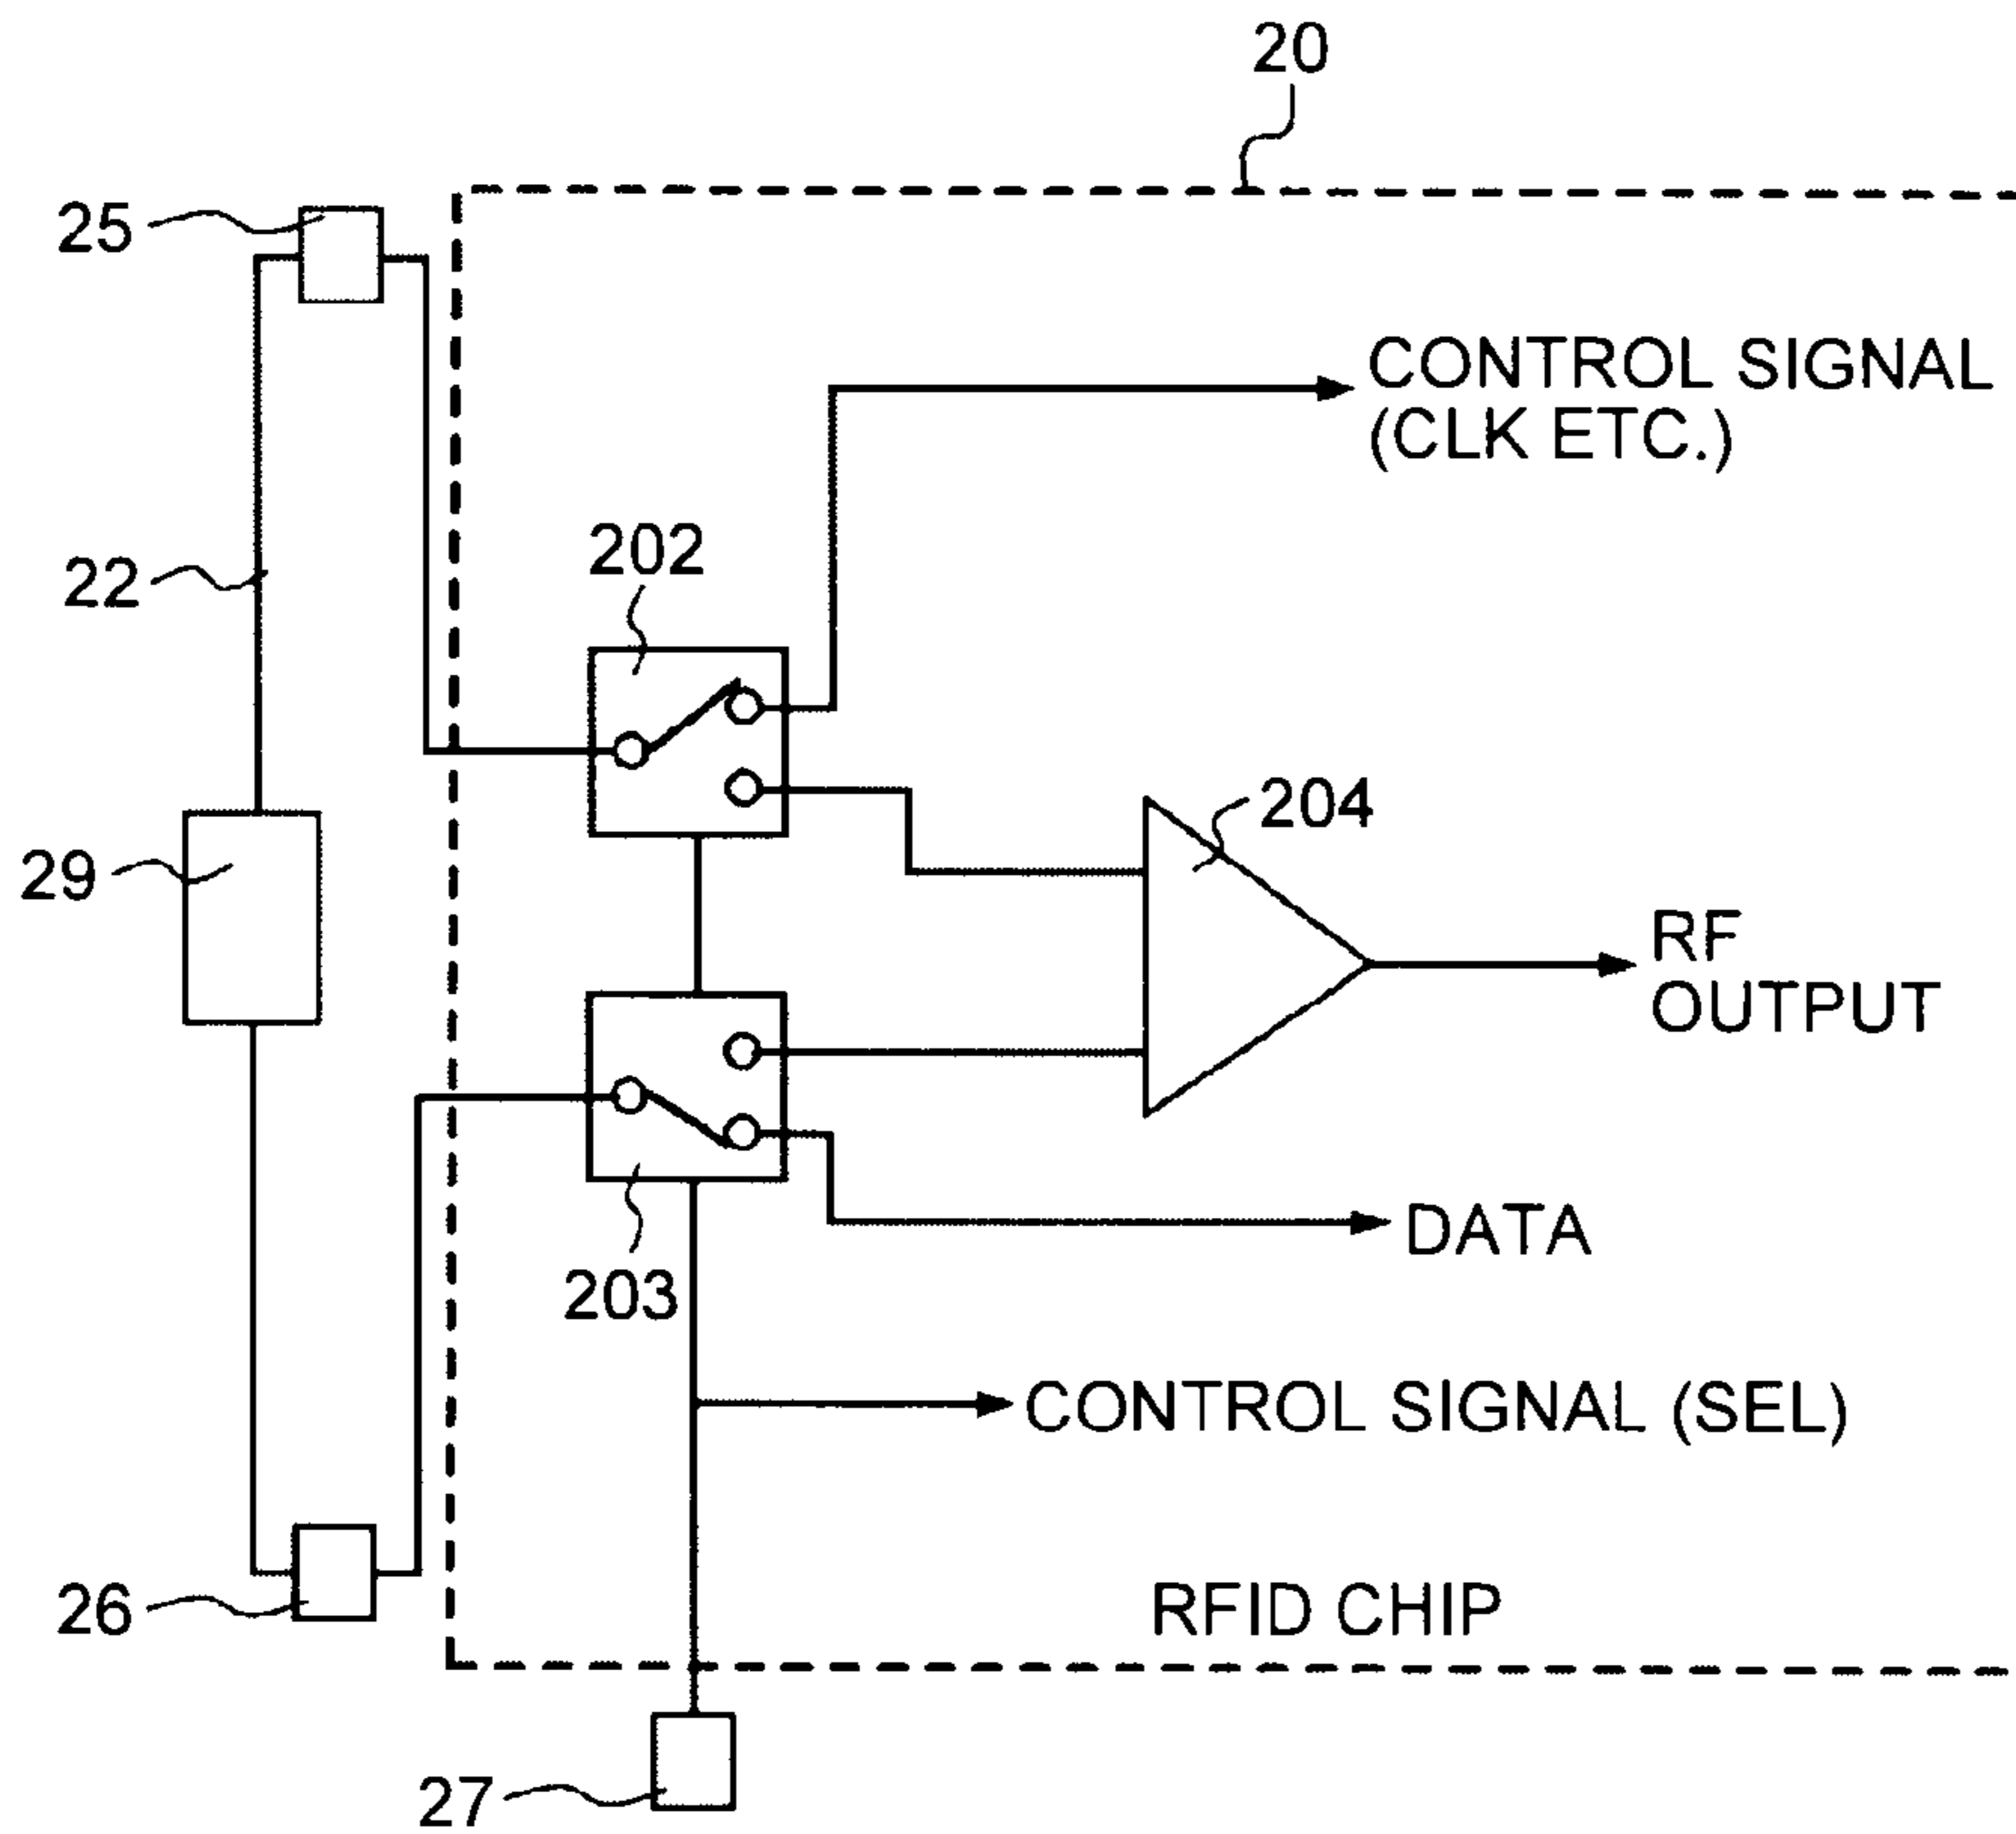 20
25
CONTROL SIGNAL
(CLK ETC.)
202
22
204
29
RF
OUTPUT
DATA
203
CONTROL SIGNAL (SEL)
26
RFID CHIP
27